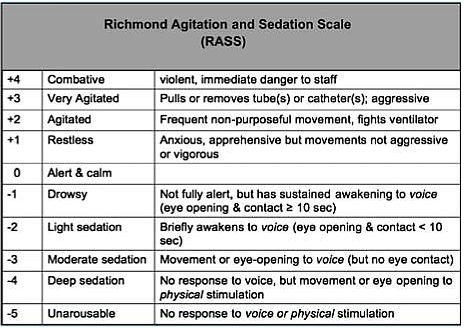 Richmond Agitation and Sedation Scale
(RASS)
+4 Combative violent, immediate danger to staff
+3 Very Agitated Pulls or removes tube(s) or catheter(s); aggressive
+2 Agitated Frequent non-purposeful movement, fights ventilator
+1 Restless Anxious, apprehensive but movements not aggressive
or vigorous
0 Alert & calm
-1 Drowsy Not fully alert, but has sustained awakening to voice
(eye opening & contact ≥ 10 sec)
-2 Light sedation Briefly awakens to voice (eye opening & contact < 10
sec)
-3 Moderate sedation Movement or eye-opening to voice (but no eye contact)
-4 Deep sedation No response to voice, but movement or eye opening to
physical stimulation
-5 Unarousable No response to voice or physical stimulation